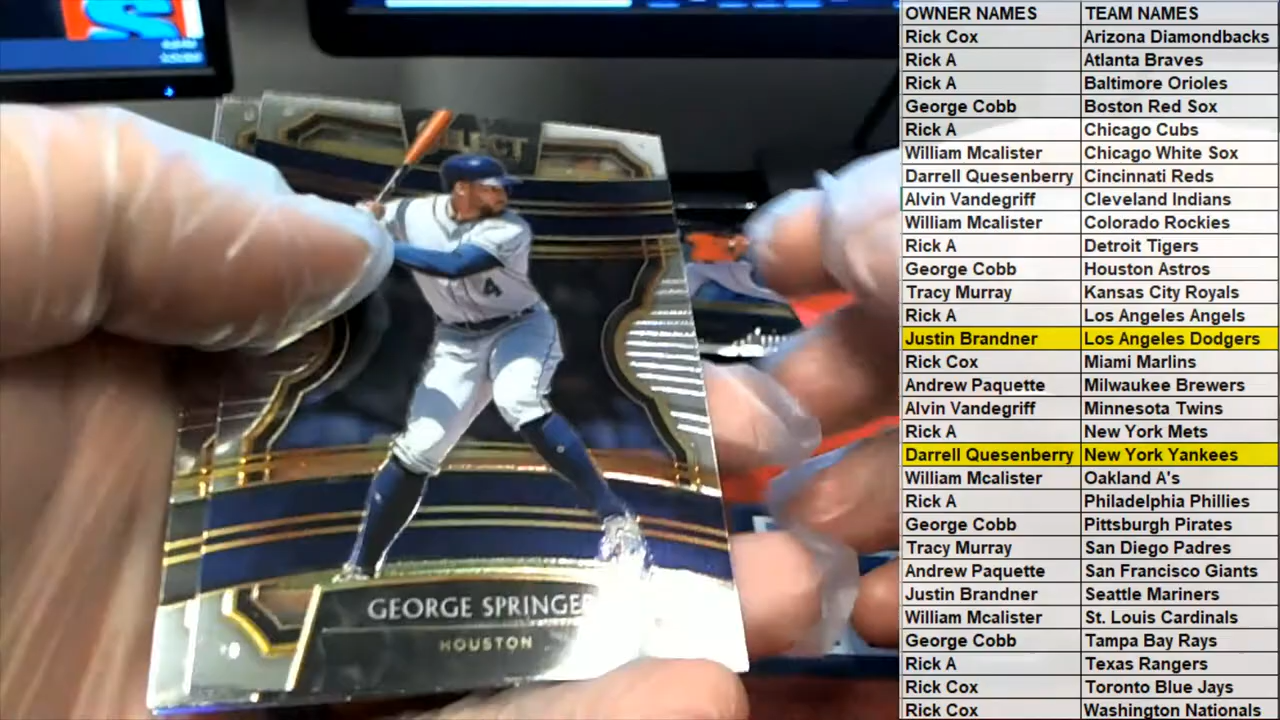 SELECT
4
GEORGE SPRINGER
HOUSTON
OWNER NAMES TEAM NAMES
Rick Cox Arizona Diamondbacks
Rick A Atlanta Braves
Rick A Baltimore Orioles
George Cobb Boston Red Sox
Rick A Chicago Cubs
William Mcalister Chicago White Sox
Darrell Quesenberry Cincinnati Reds
Alvin Vandegriff Cleveland Indians
William Mcalister Colorado Rockies
Rick A Detroit Tigers
George Cobb Houston Astros
Tracy Murray Kansas City Royals
Rick A Los Angeles Angels
Justin Brandner Los Angeles Dodgers
Rick Cox Miami Marlins
Andrew Paquette Milwaukee Brewers
Alvin Vandegriff Minnesota Twins
Rick A New York Mets
Darrell Quesenberry New York Yankees
William Mcalister Oakland A's
Rick A Philadelphia Phillies
George Cobb Pittsburgh Pirates
Tracy Murray San Diego Padres
Andrew Paquette San Francisco Giants
Justin Brandner Seattle Mariners
William Mcalister St. Louis Cardinals
George Cobb Tampa Bay Rays
Rick A Texas Rangers
Rick Cox Toronto Blue Jays
Rick Cox Washington Nationals